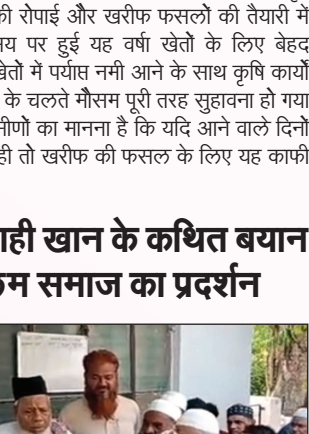 की रोपाई और खरीफ फसलों की तैयारी में
पर हुई यह वर्षा खेतों के लिए बेहद
खेतों में पर्याप्त नमी आने के साथ कृषि कार्यों
के चलते मौसम पूरी तरह सुहावना हो गया
का मानना है कि यदि आने वाले दिनों
तो खरीफ की फसल के लिए यह काफी
खान के कथित बयान
समाज का प्रदर्शन